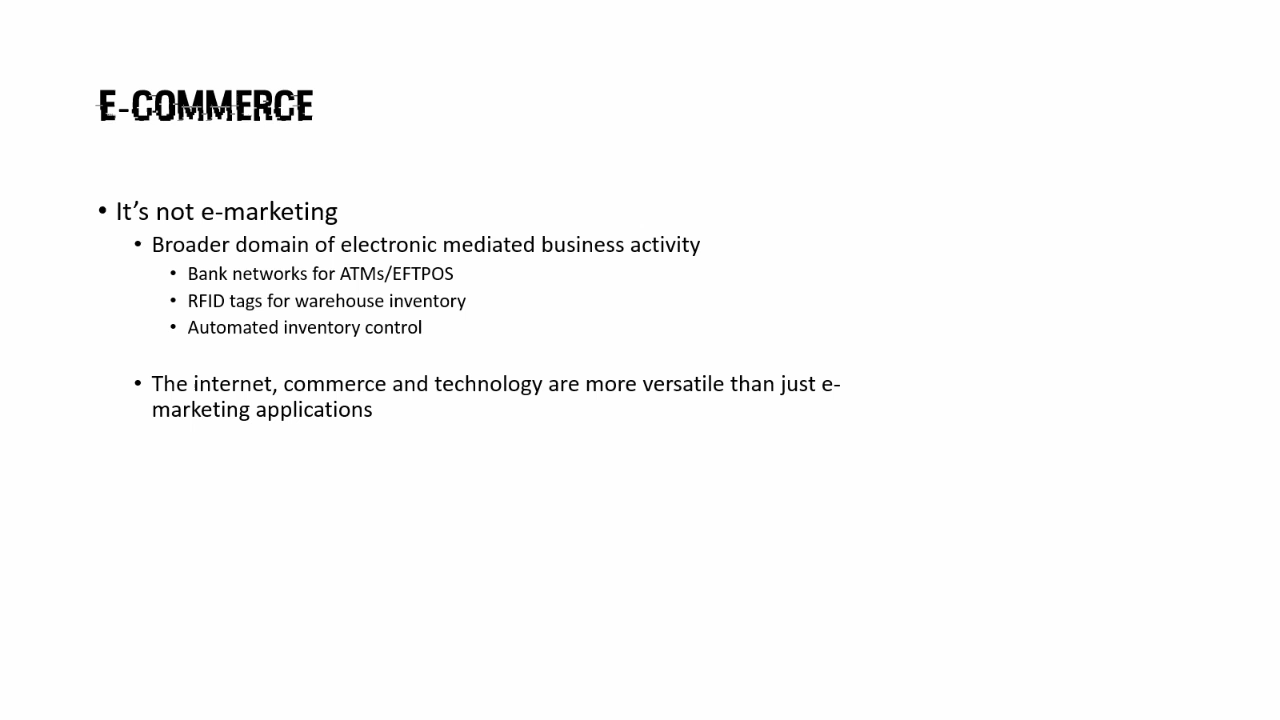 E-COMMERCE
• It's not e-marketing
• Broader domain of electronic mediated business activity
• Bank networks for ATMs/EFTPOS
• RFID tags for warehouse inventory
• Automated inventory control
• The internet, commerce and technology are more versatile than just e-
marketing applications